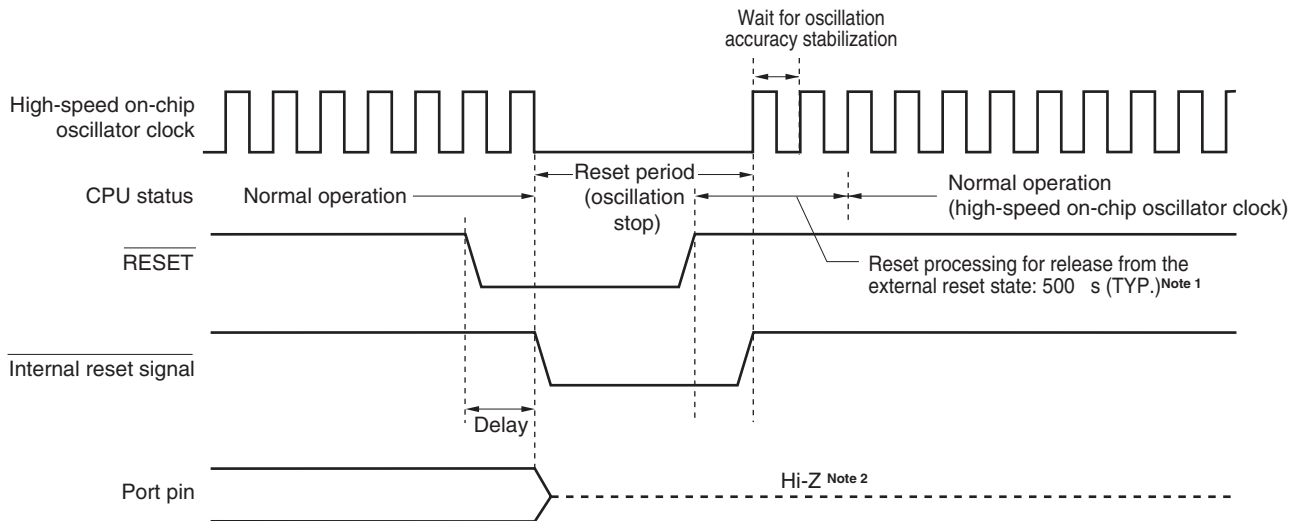 Wait for oscillation
accuracy stabilization
High-speed on-chip
oscillator clock
CPU status
Normal operation
Reset period
(oscillation
stop)
Normal operation
(high-speed on-chip oscillator clock)
RESET
Reset processing for release from the
external reset state: 500 s (TYP.)Note 1
Internal reset signal
Delay
Port pin
Hi-Z Note 2